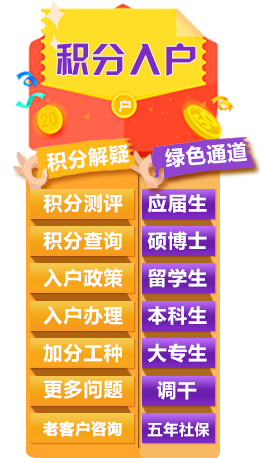 积分入户
户
20
积分解疑
绿色通道
积分测评
应届生
积分查询
硕博士
入户政策
留学生
入户办理
本科生
加分工种
大专生
更多问题
调干
老客户咨询
五年社保